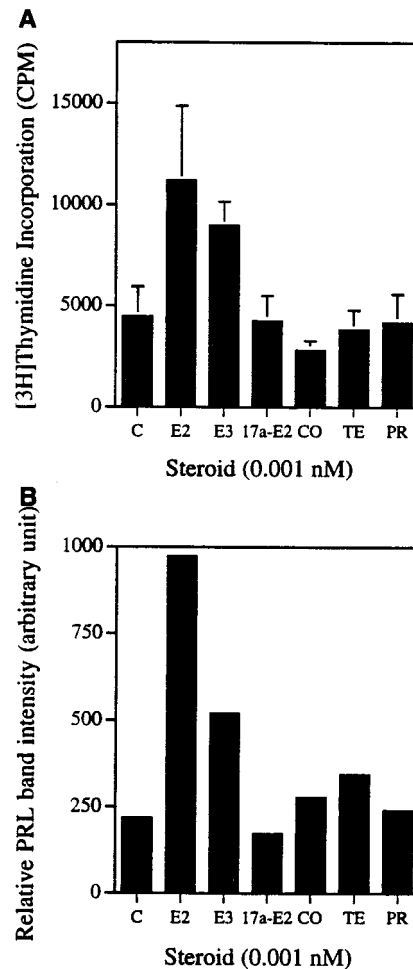 A
[3H]Thymidine Incorporation (CPM)
15000
10000
5000
0
C E2 E3 17a-E2 CO TE PR
Steroid (0.001 nM)
B
Relative PRL band intensity (arbitrary unit)
1000
750
500
250
0
C E2 E3 17a-E2 CO TE PR
Steroid (0.001 nM)